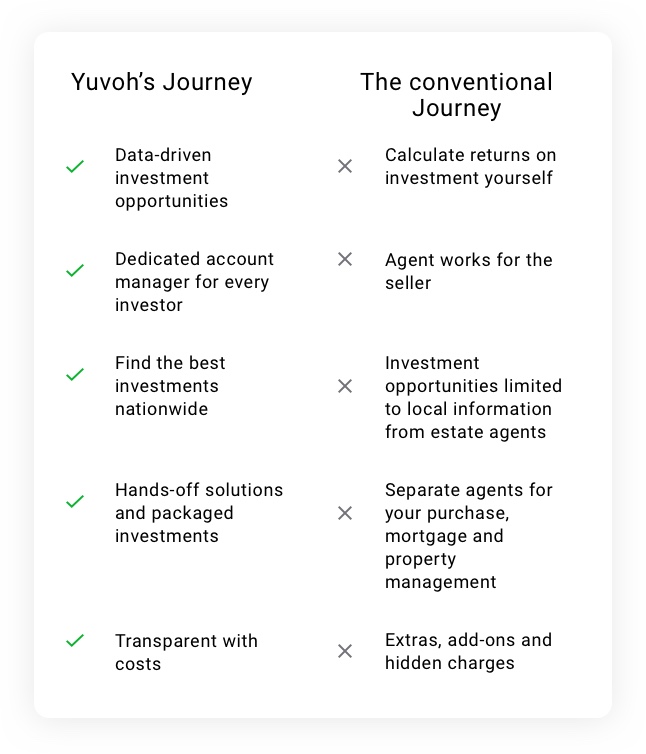 Yuvoh’s Journey
The conventional
Journey
Data-driven
investment
opportunities
Calculate returns on
investment yourself
Dedicated account
manager for every
investor
Agent works for the
seller
Find the best
investments
nationwide
Investment
opportunities limited
to local information
from estate agents
Hands-off solutions
and packaged
investments
Separate agents for
your purchase,
mortgage and
property
management
Transparent with
costs
Extras, add-ons and
hidden charges